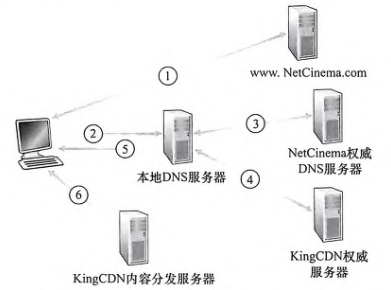 ①
www. NetCinema.com
②
③
⑤
NetCinema权威
DNS服务器
本地DNS服务器
④
⑥
KingCDN权威
服务器
KingCDN内容分发服务器